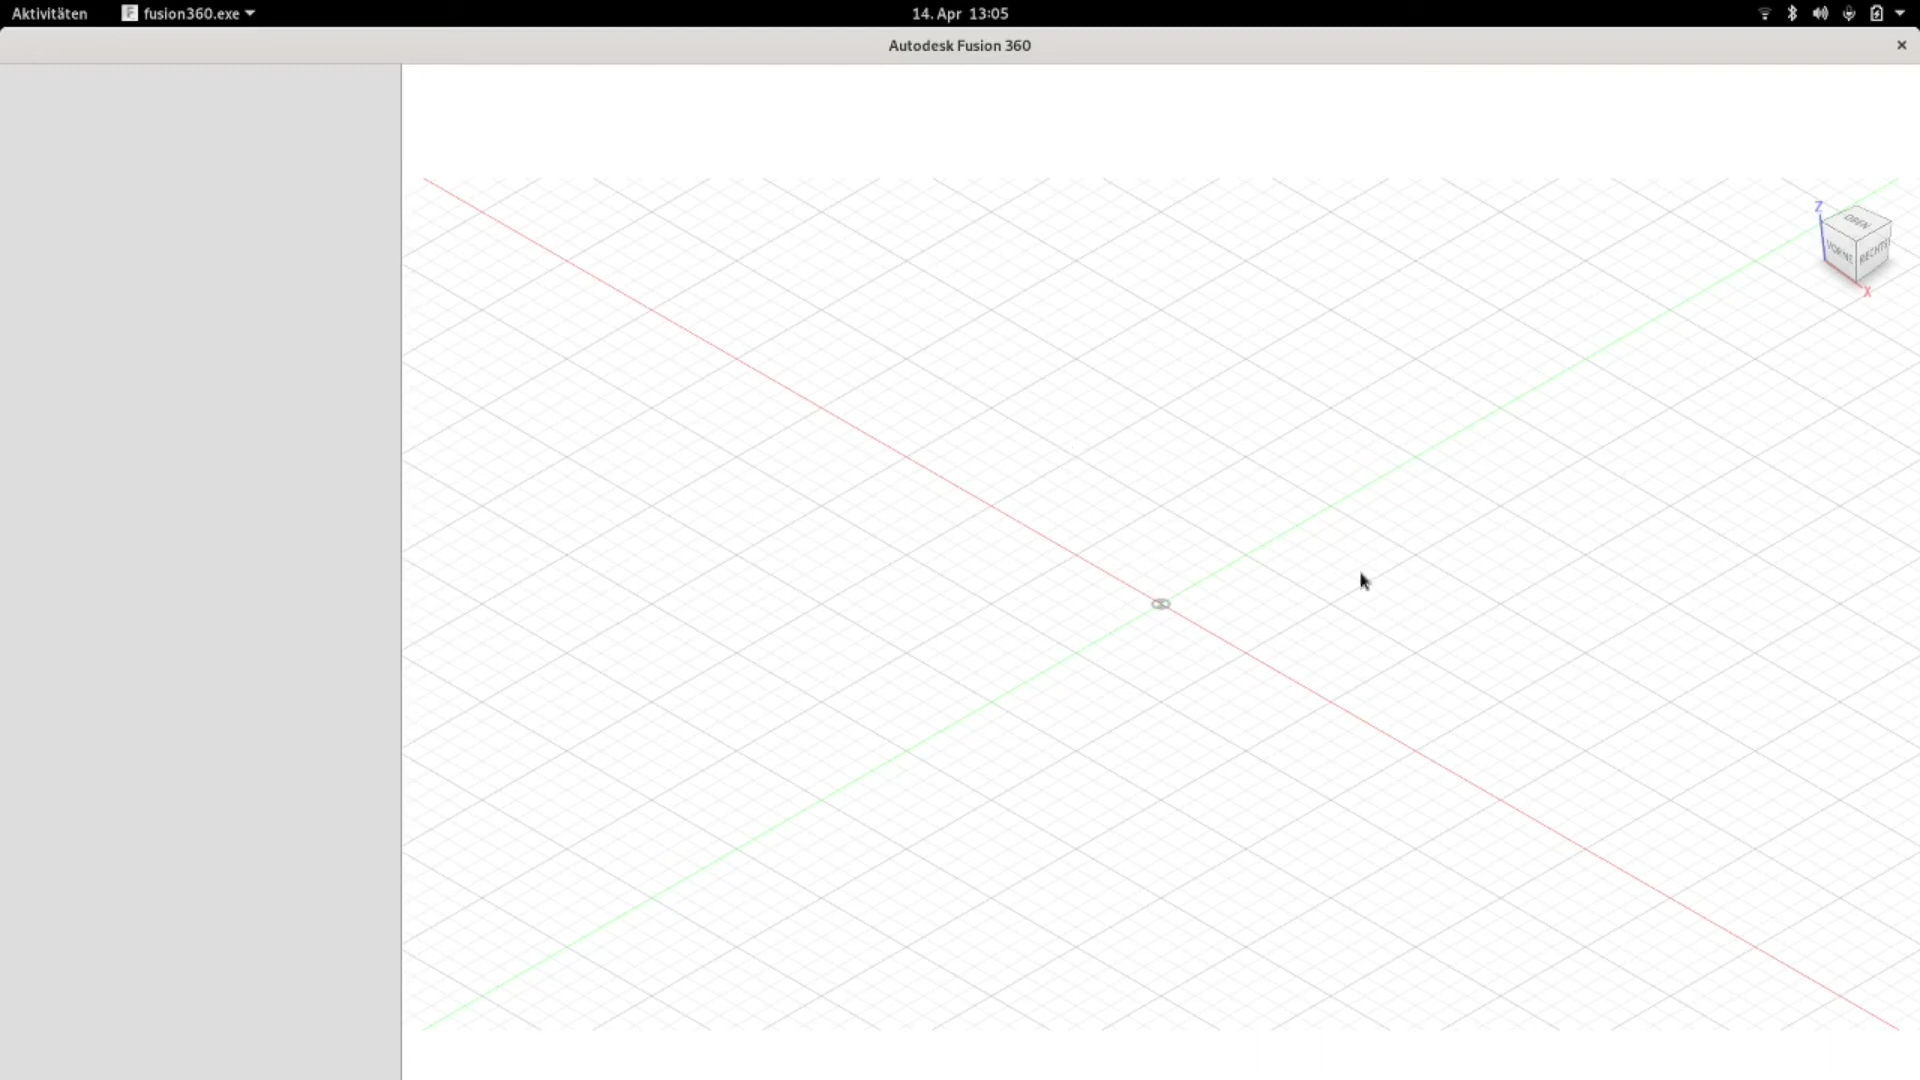 Aktivitäten
fusion360.exe
14. Apr 13:05
Autodesk Fusion 360
Z
OBEN
VORNE
RECHTS
X